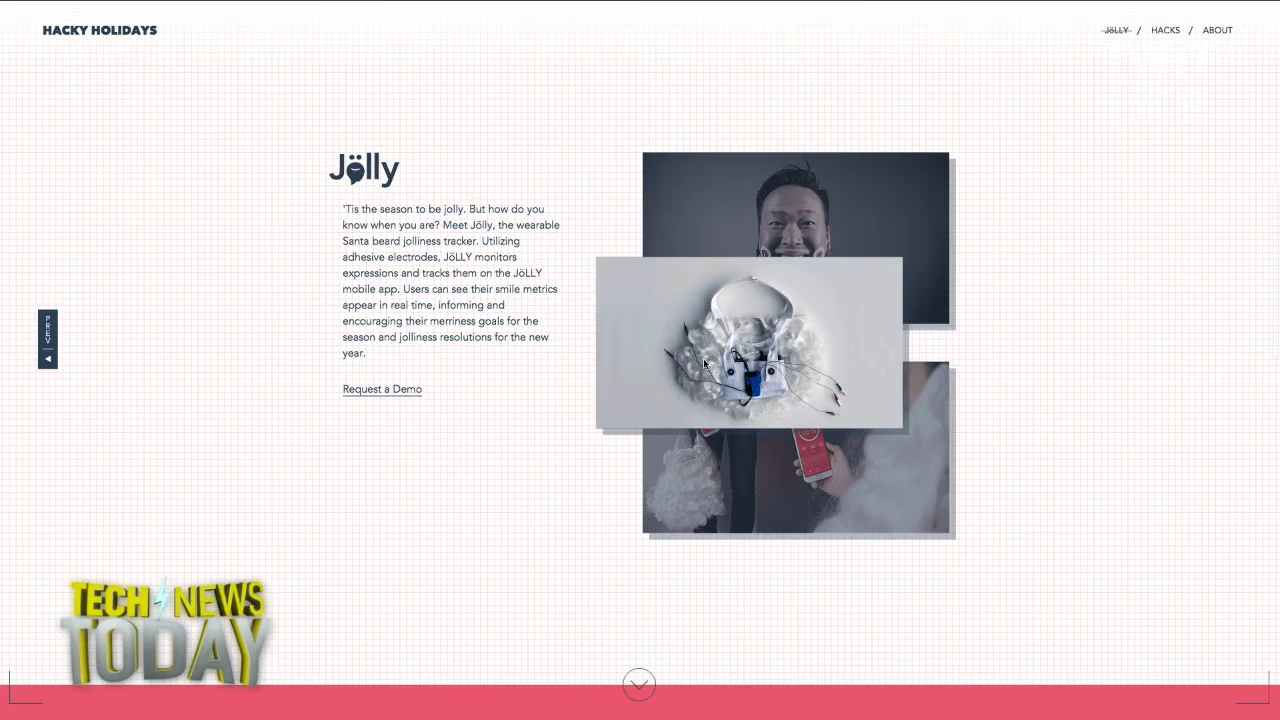 HACKY HOLIDAYS
JöLLY / HACKS / ABOUT
Jölly
'Tis the season to be jolly. But how do you
know when you are? Meet Jölly, the wearable
Santa beard jolliness tracker. Utilizing
adhesive electrodes, JöLLY monitors
expressions and tracks them on the JöLLY
mobile app. Users can see their smile metrics
appear in real time, informing and
encouraging their merriness goals for the
season and jolliness resolutions for the new
year.
PREV
Request a Demo
TECH NEWS
TODAY